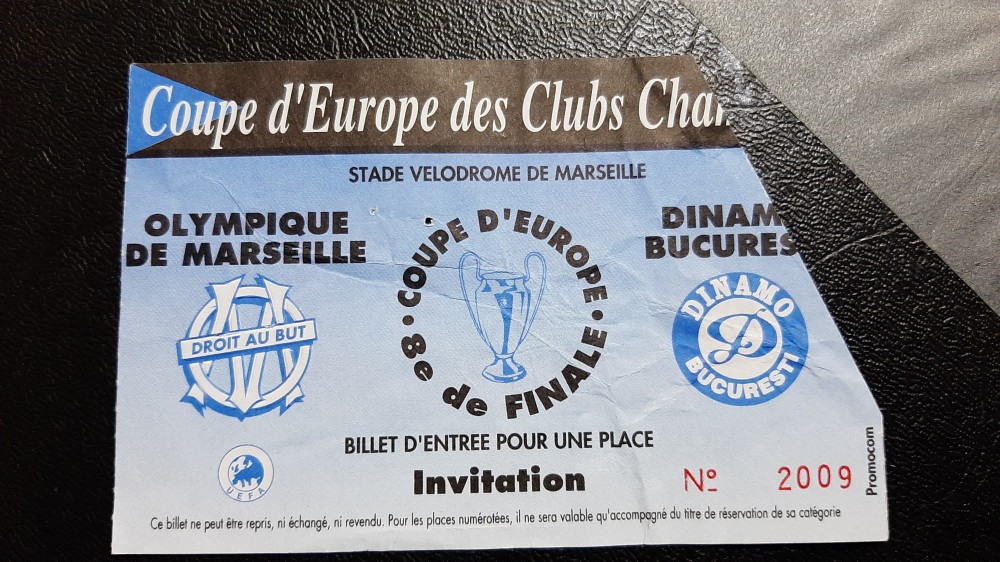 Coupe d'Europe des Clubs Cha
STADE VELODROME DE MARSEILLE
OLYMPIQUE
DE MARSEILLE
DROIT AU BUT
COUPE D'EUROPE
8e de FINALE
DINAM
BUCURES
DINAMO
BUCURESTI
BILLET D'ENTREE POUR UNE PLACE
Invitation
UEFA
Nº 2009
Promocom
Ce billet ne peut être repris, ni échangé, ni revendu. Pour les places numérotées, il ne sera valable qu'accompagné du titre de réservation de sa catégorie